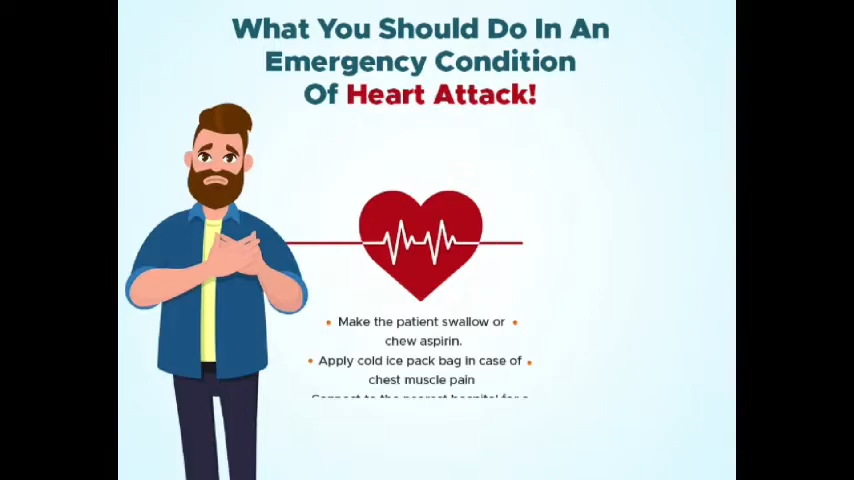 What You Should Do In An
Emergency Condition
Of Heart Attack!
• Make the patient swallow or •
chew aspirin.
• Apply cold ice pack bag in case of •
chest muscle pain